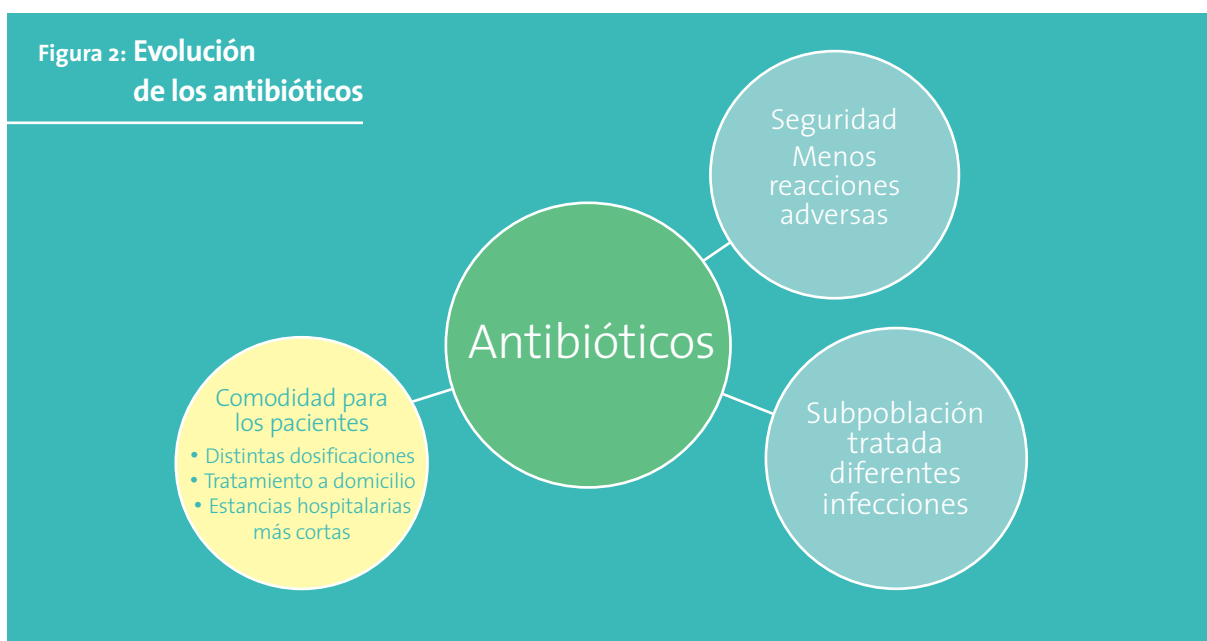 Figura 2: Evolución
de los antibióticos
Seguridad
Menos
reacciones
adversas
Antibióticos
Comodidad para
los pacientes
• Distintas dosificaciones
• Tratamiento a domicilio
• Estancias hospitalarias
más cortas
Subpoblación
tratada
diferentes
infecciones